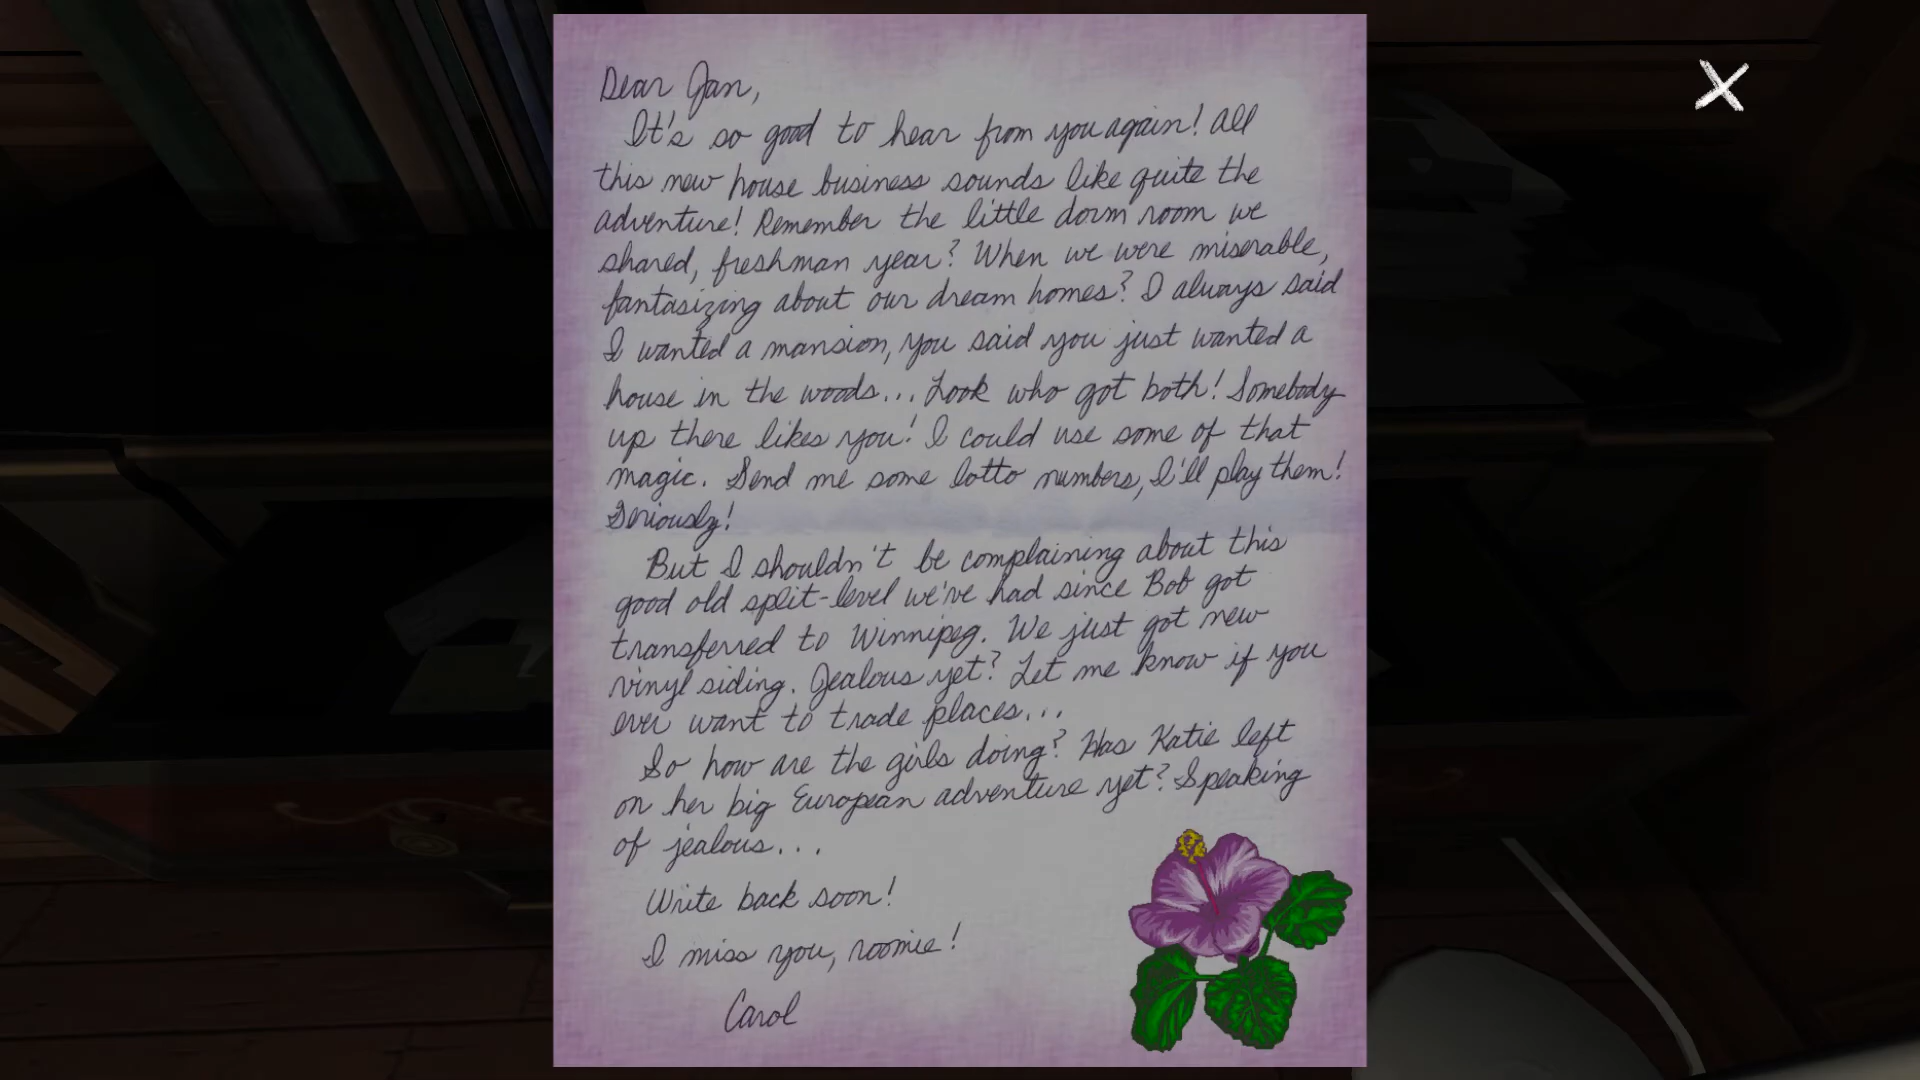 Dear Jan,
It's so good to hear from you again! All
this new house business sounds like quite the
adventure! Remember the little dorm room we
shared, freshman year? When we were miserable,
fantasizing about our dream homes? I always said
I wanted a mansion, you said you just wanted a
house in the woods... Look who got both! Somebody
up there likes you! I could use some of that
magic. Send me some lotto numbers, I'll play them!
Seriously!
But I shouldn't be complaining about this
good old split-level we've had since Bob got
transferred to Winnipeg. We just got new
vinyl siding. Jealous yet? Let me know if you
ever want to trade places...
So how are the girls doing? Has Katie left
on her big European adventure yet? Speaking
of jealous...
Write back soon!
I miss you, roomie!
Carol